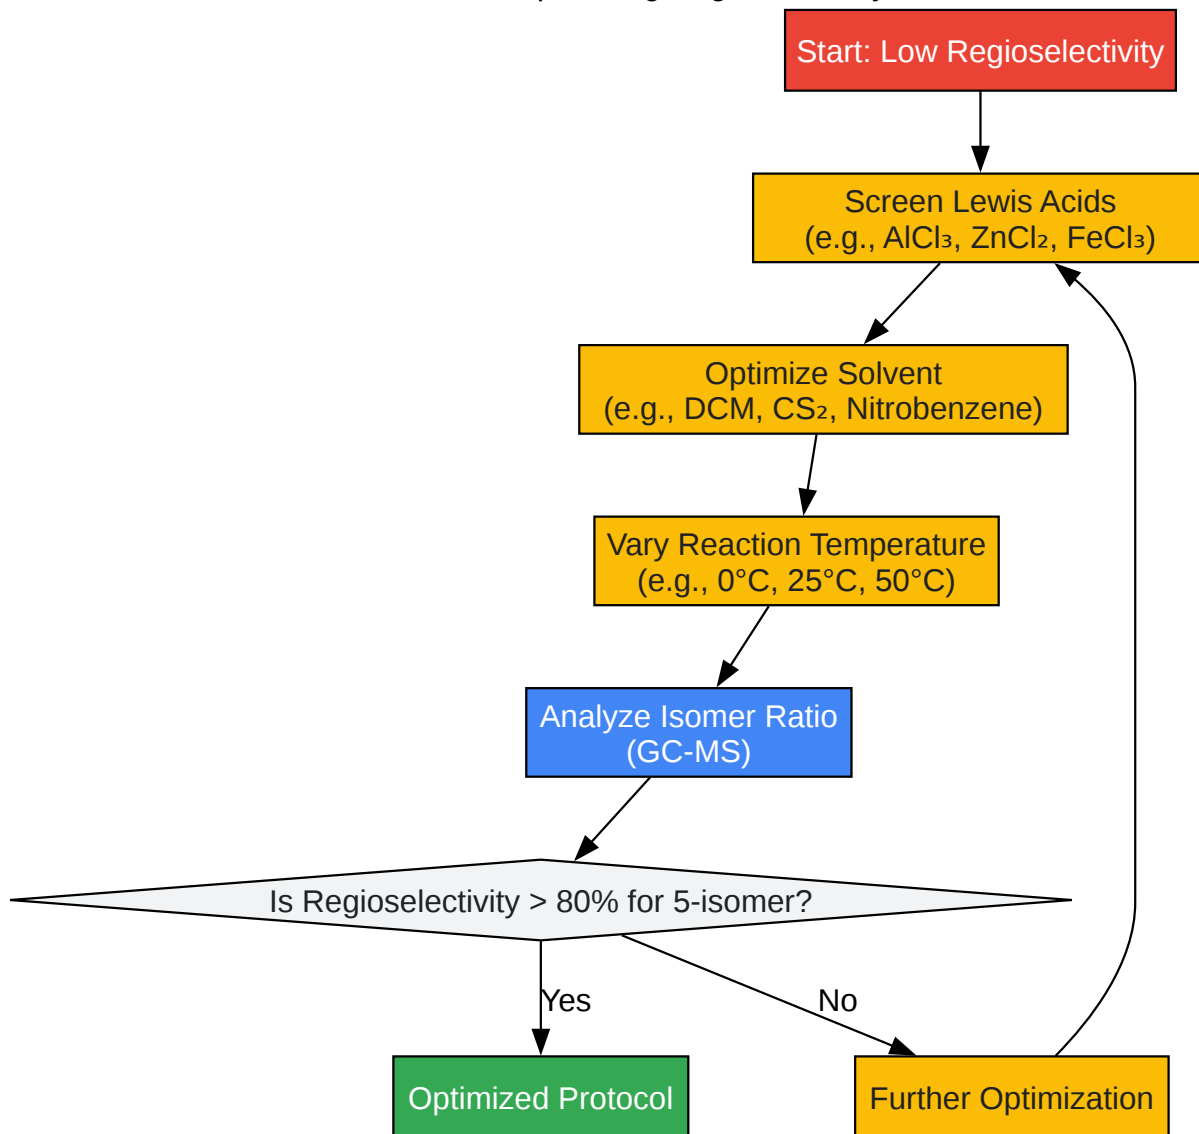 Start: Low Regioselectivity
Screen Lewis Acids
(e.g., AlCl₃, ZnCl₂, FeCl₃)
Optimize Solvent
(e.g., DCM, CS₂, Nitrobenzene)
Vary Reaction Temperature
(e.g., 0°C, 25°C, 50°C)
Analyze Isomer Ratio
(GC-MS)
Is Regioselectivity > 80% for 5-isomer?
Yes
No
Optimized Protocol
Further Optimization